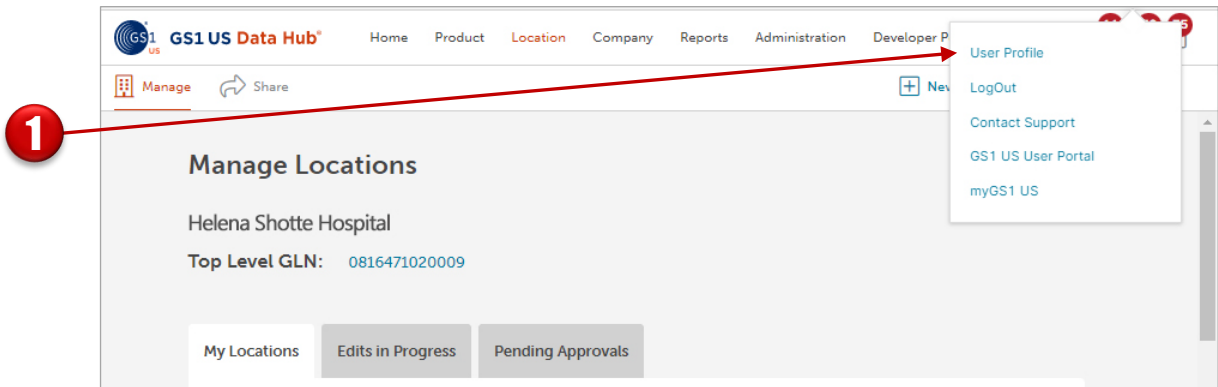 GS1 US
GS1 US Data Hub®
Home Product Location Company Reports Administration Developer P
Manage Share
New
User Profile
LogOut
Contact Support
GS1 US User Portal
myGS1 US
1
Manage Locations
Helena Shotte Hospital
Top Level GLN: 0816471020009
My Locations Edits in Progress Pending Approvals